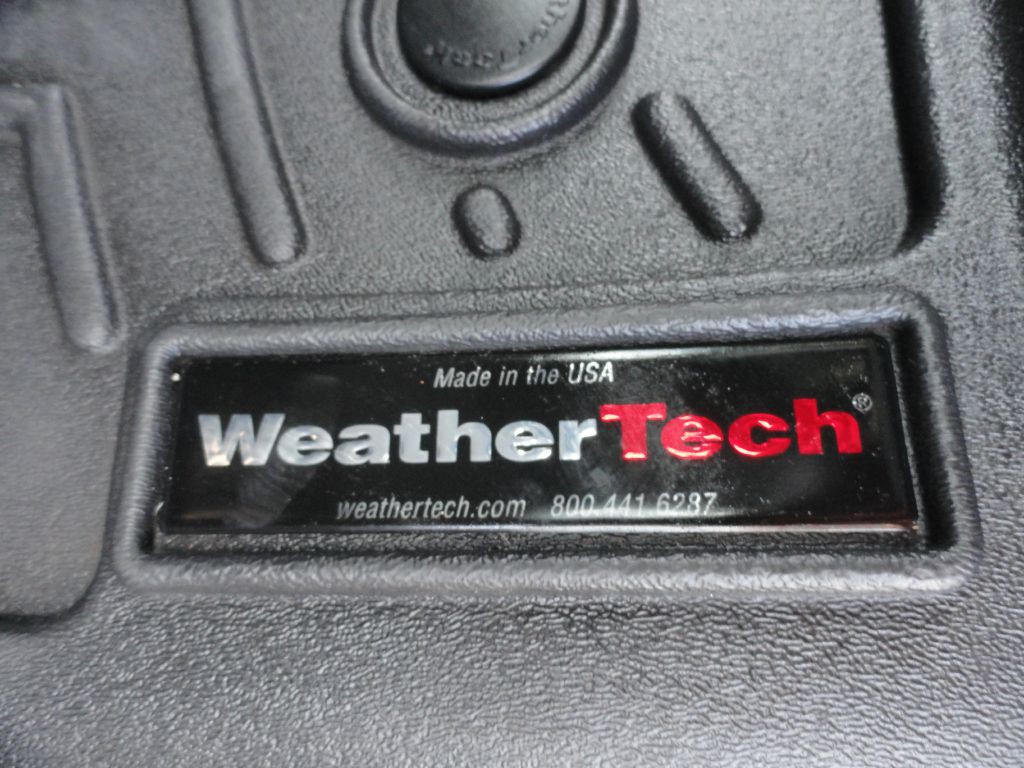 Made in the USA
WeatherTech®
weathertech.com 800.441.6287